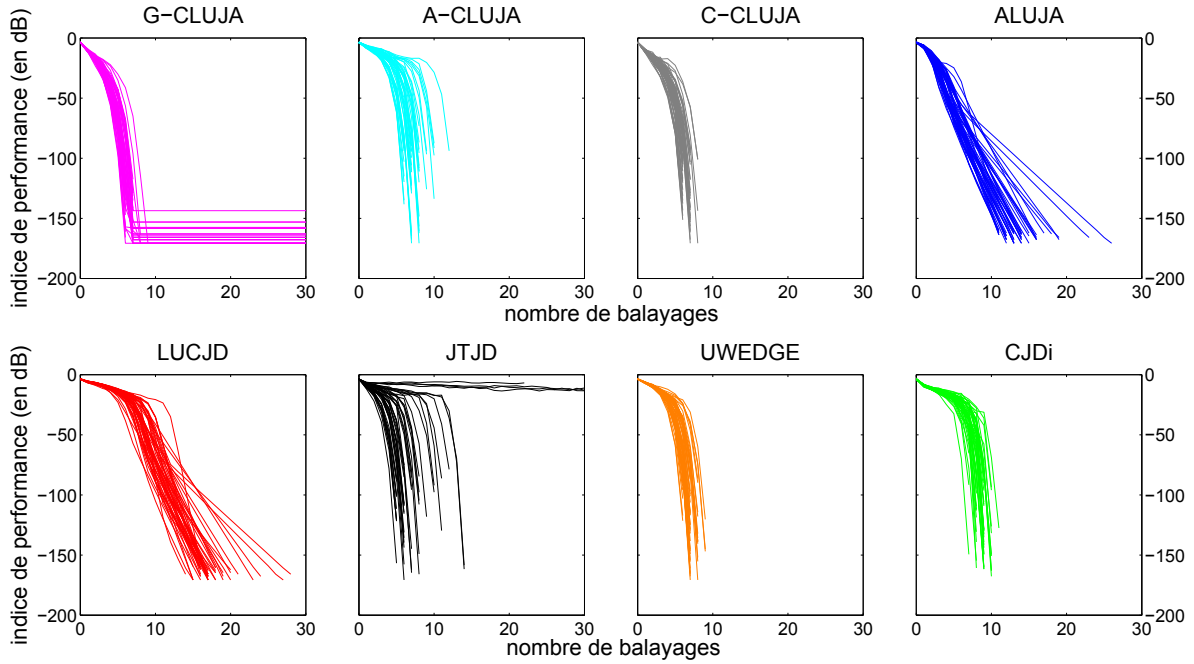 G−CLUJA A−CLUJA C−CLUJA ALUJA
indice de performance (en dB)
0 0
−50 −50
−100 −100
−150 −150
−200 −200
0 10 20 30 0 10 20 30 0 10 20 30 0 10 20 30
nombre de balayages
LUCJD JTJD UWEDGE CJDi
indice de performance (en dB)
0 0
−50 −50
−100 −100
−150 −150
−200 −200
0 10 20 30 0 10 20 30 0 10 20 30 0 10 20 30
nombre de balayages